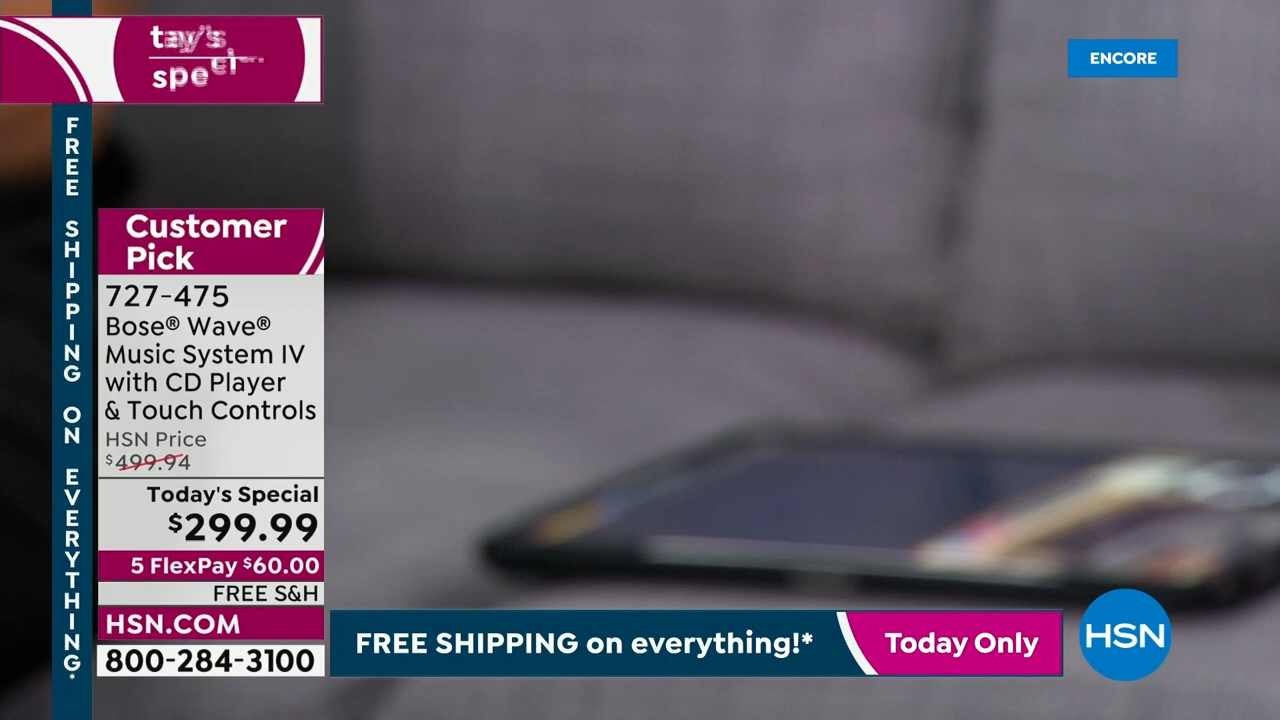 ENCORE
FREE SHIPPING ON EVERYTHING*
Customer
Pick
727-475
Bose® Wave®
Music System IV
with CD Player
& Touch Controls
HSN Price
$499.94
Today's Special
$299.99
5 FlexPay $60.00
FREE S&H
HSN.COM
800-284-3100
FREE SHIPPING on everything!*
Today Only
HSN